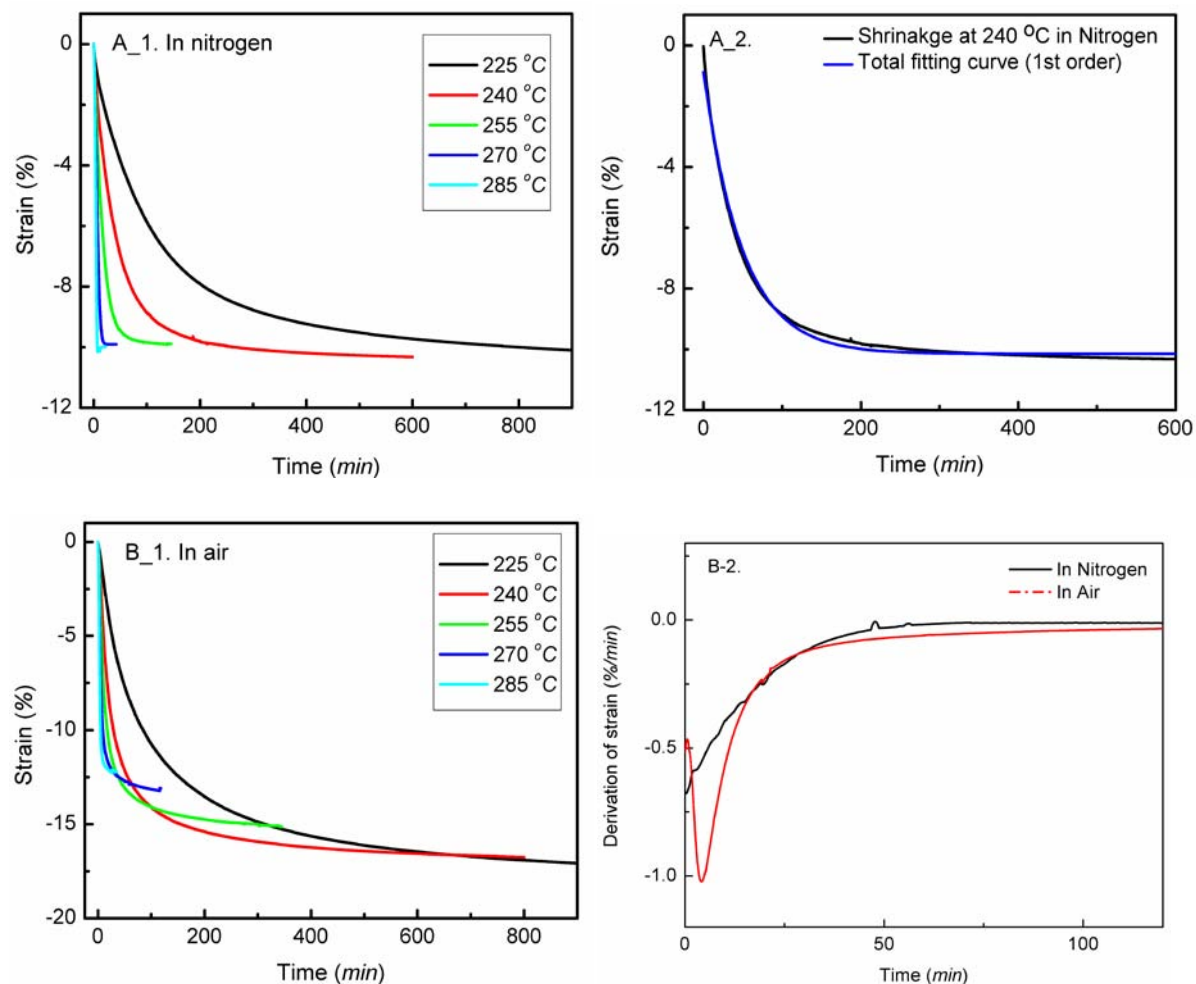 A_1. In nitrogen
225 °C
240 °C
255 °C
270 °C
285 °C
0
-4
-8
-12
Strain (%)
0 200 400 600 800
Time (min)
A_2.
Shrinakge at 240 °C in Nitrogen
Total fitting curve (1st order)
0
-4
-8
-12
Strain (%)
0 200 400 600
Time (min)
B_1. In air
225 °C
240 °C
255 °C
270 °C
285 °C
0
-5
-10
-15
-20
Strain (%)
0 200 400 600 800
Time (min)
B-2.
In Nitrogen
In Air
0.0
-0.5
-1.0
Derivation of strain (%/min)
0 50 100
Time (min)